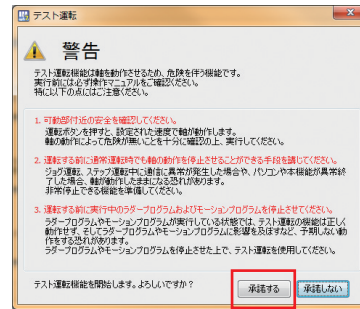 テスト運転
警告
テスト運転機能は軸を動作させるため、危険を伴う機能です。
実行前には必ず操作マニュアルをご確認ください。
特に以下の点にはご注意ください。
1. 可動部付近の安全を確認してください。
運転ボタンを押すと、設定された速度で軸が動作します。
軸の動作によって危険が無いことを十分に確認の上、実行してください。
2. 運転する前に通常運転時でも軸の動作を停止させることができる手段を講じてください。
ジョグ運転、ステップ運転中に通信に異常が発生した場合や、パソコンや本機能が異常終
了した場合、軸が動作したままになる恐れがあります。
非常停止できる機能を準備してください。
3. 運転する前に実行中のラダープログラムおよびモーションプログラムを停止させてください。
ラダープログラムやモーションプログラムが実行している状態では、テスト運転の機能は正しく
動作せず、そしてラダープログラムやモーションプログラムに影響を及ぼすなど、予期しない動
作をする恐れがあります。
ラダープログラムやモーションプログラムを停止させた上で、テスト運転を使用してください。
テスト運転機能を開始します。よろしいですか？
承諾する
承諾しない